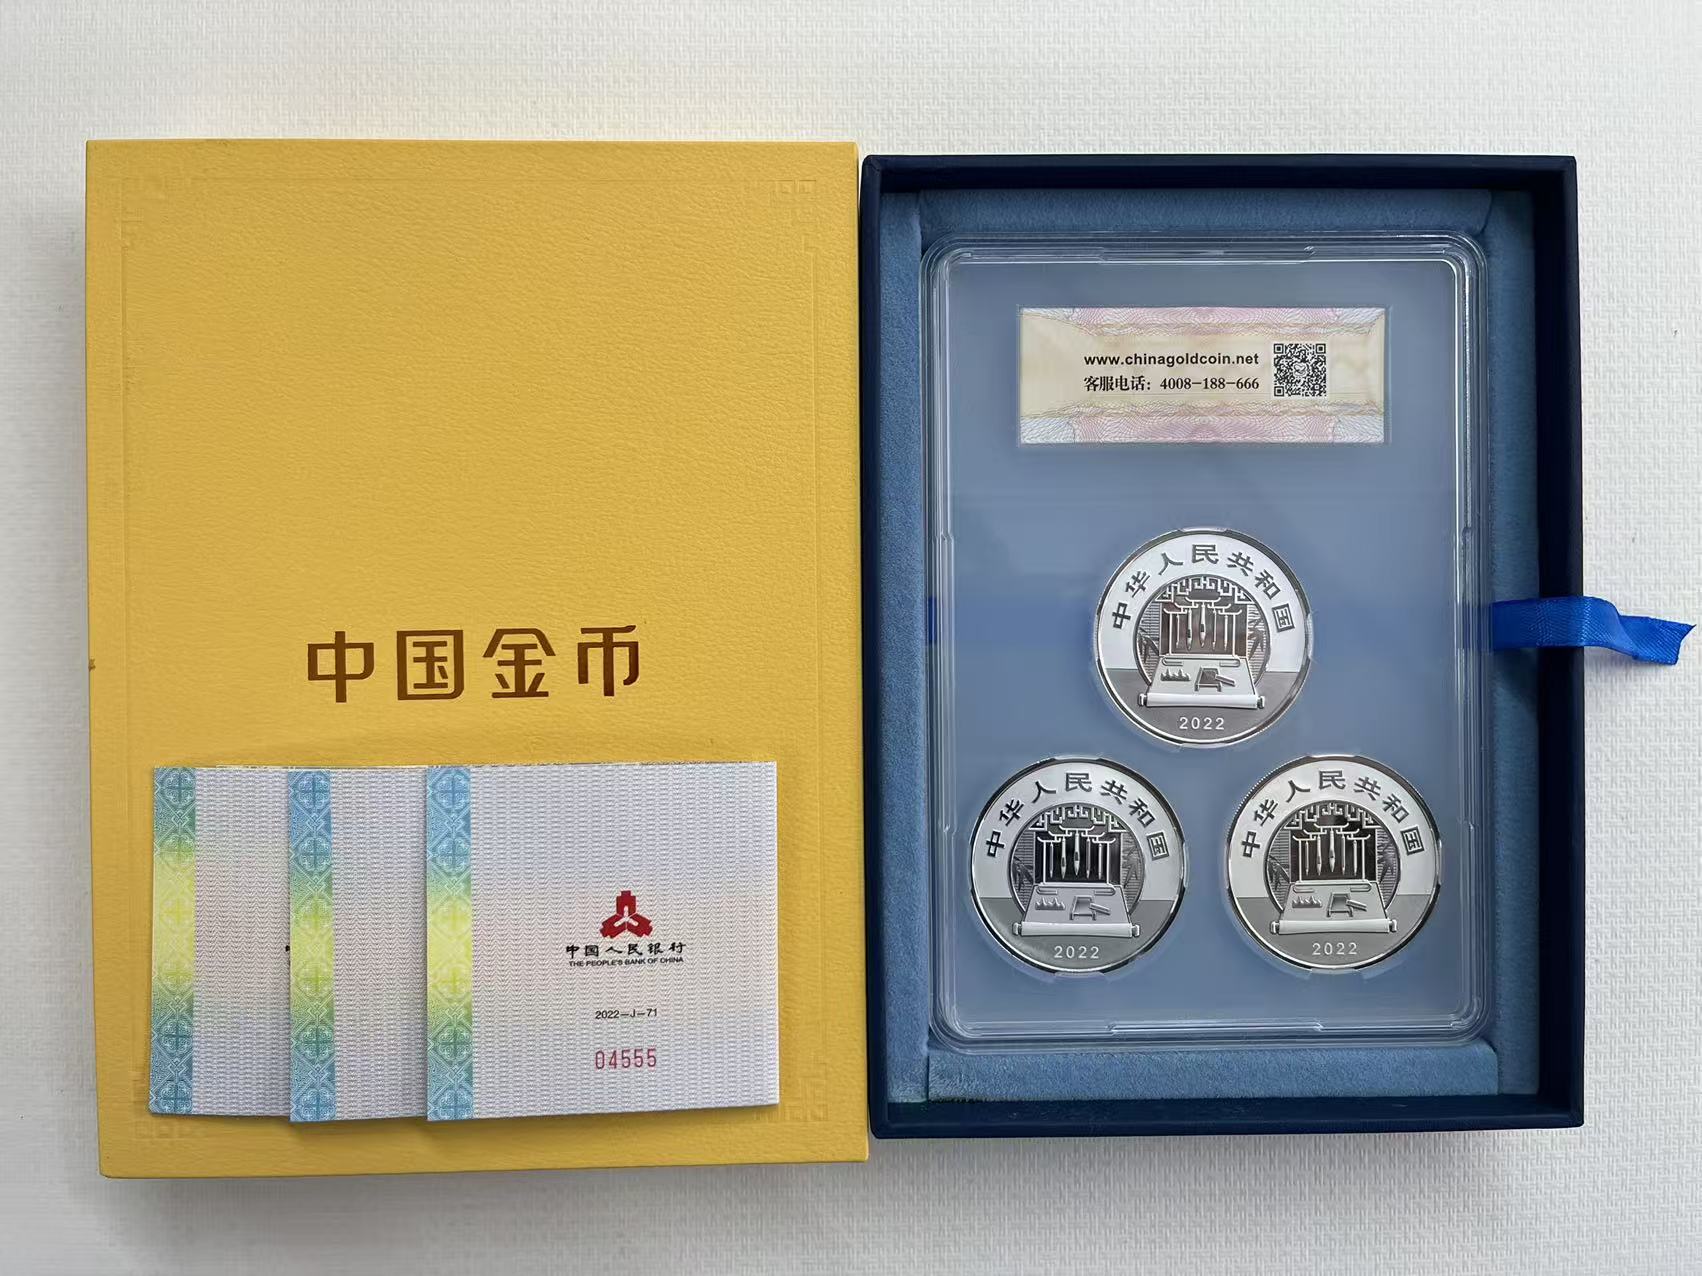 中国金币
中国人民银行
THE PEOPLE'S BANK OF CHINA
2022—J—71
04555
www.chinagoldcoin.net
客服电话：4008-188-666
中华人民共和国
2022
中华人民共和国
2022
中华人民共和国
2022